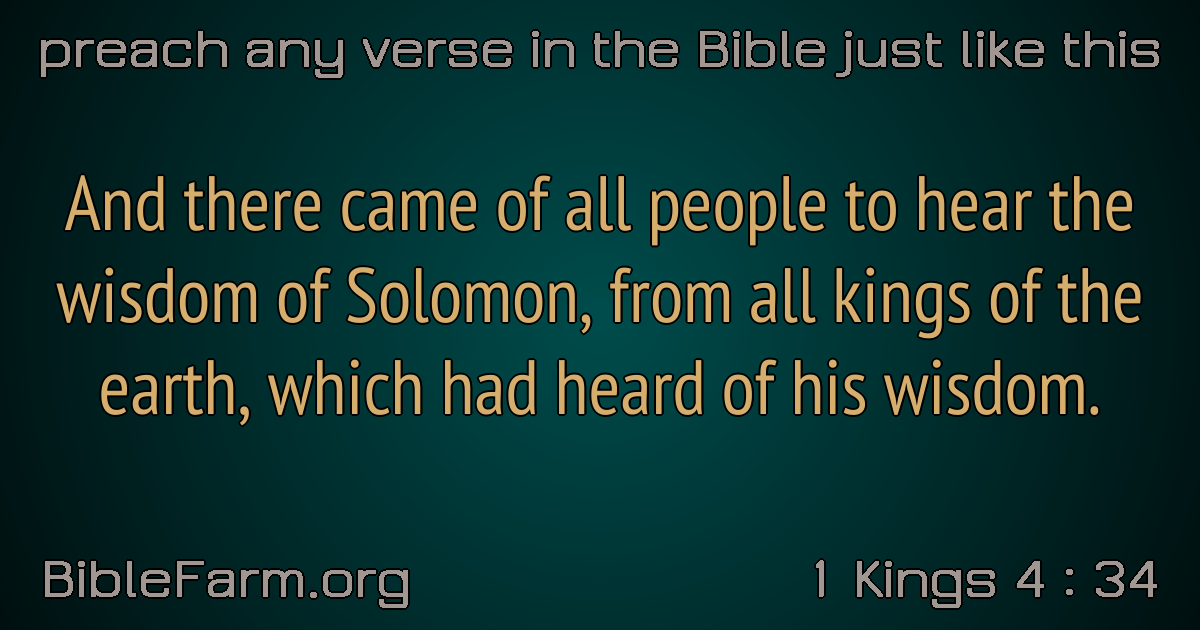 preach any verse in the Bible just like this
And there came of all people to hear the
wisdom of Solomon, from all kings of the
earth, which had heard of his wisdom.
BibleFarm.org
1 Kings 4 : 34